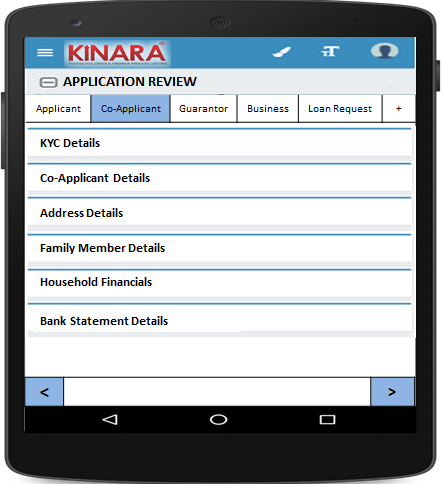 KINARA
APPLICATION REVIEW
Applicant Co-Applicant Guarantor Business Loan Request +
KYC Details
Co-Applicant Details
Address Details
Family Member Details
Household Financials
Bank Statement Details
< >